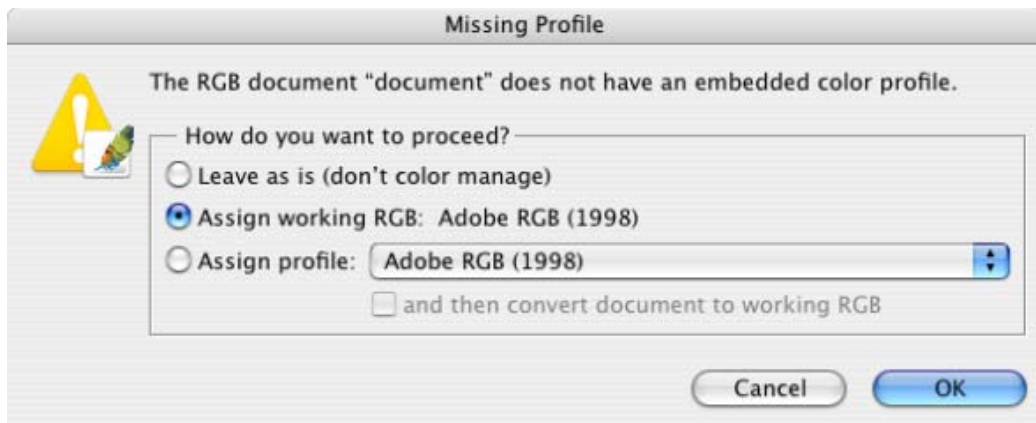 Missing Profile
The RGB document “document” does not have an embedded color profile.
How do you want to proceed?
Leave as is (don’t color manage)
Assign working RGB: Adobe RGB (1998)
Assign profile: Adobe RGB (1998)
and then convert document to working RGB
Cancel OK